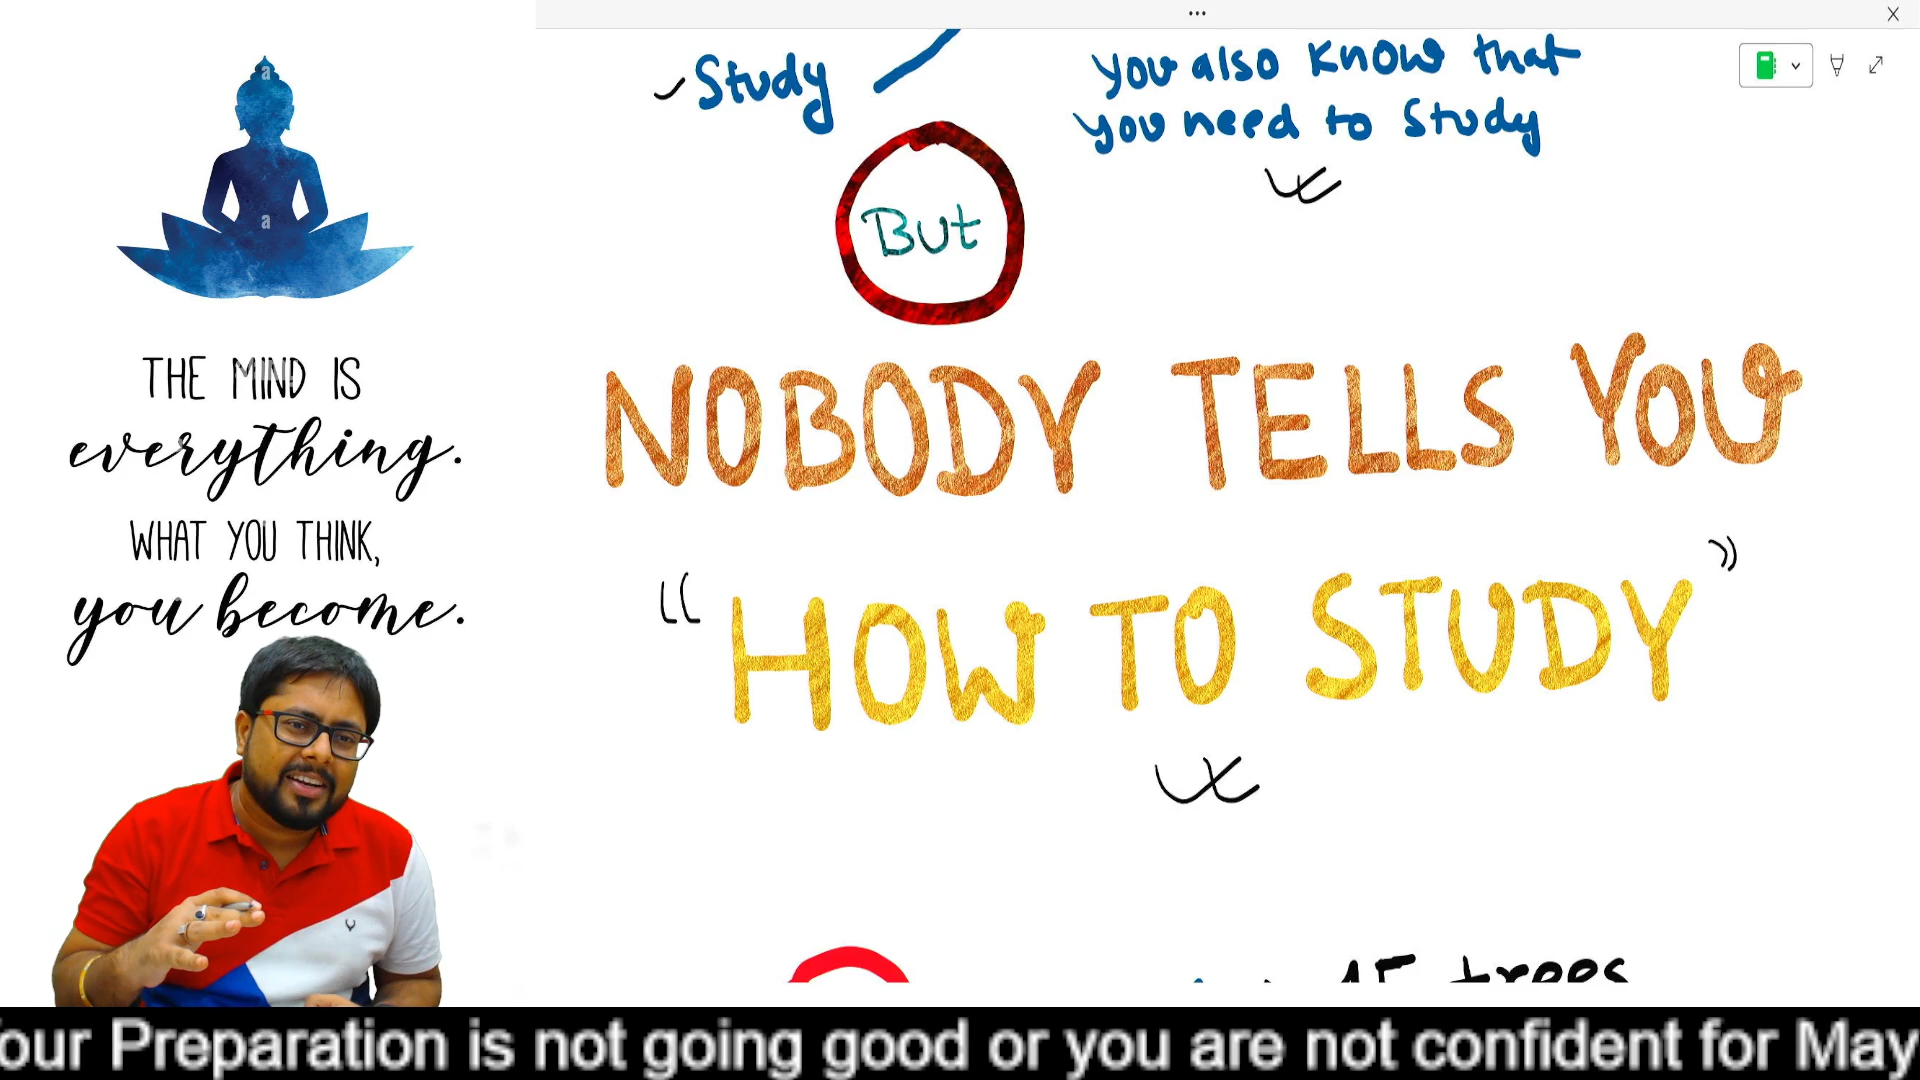 Study
You also know that
you need to study
But
NOBODY TELLS YOU
"HOW TO STUDY"
THE MIND IS
everything.
WHAT YOU THINK,
you become.
a
a
15 trees
our Preparation is not going good or you are not confident for May